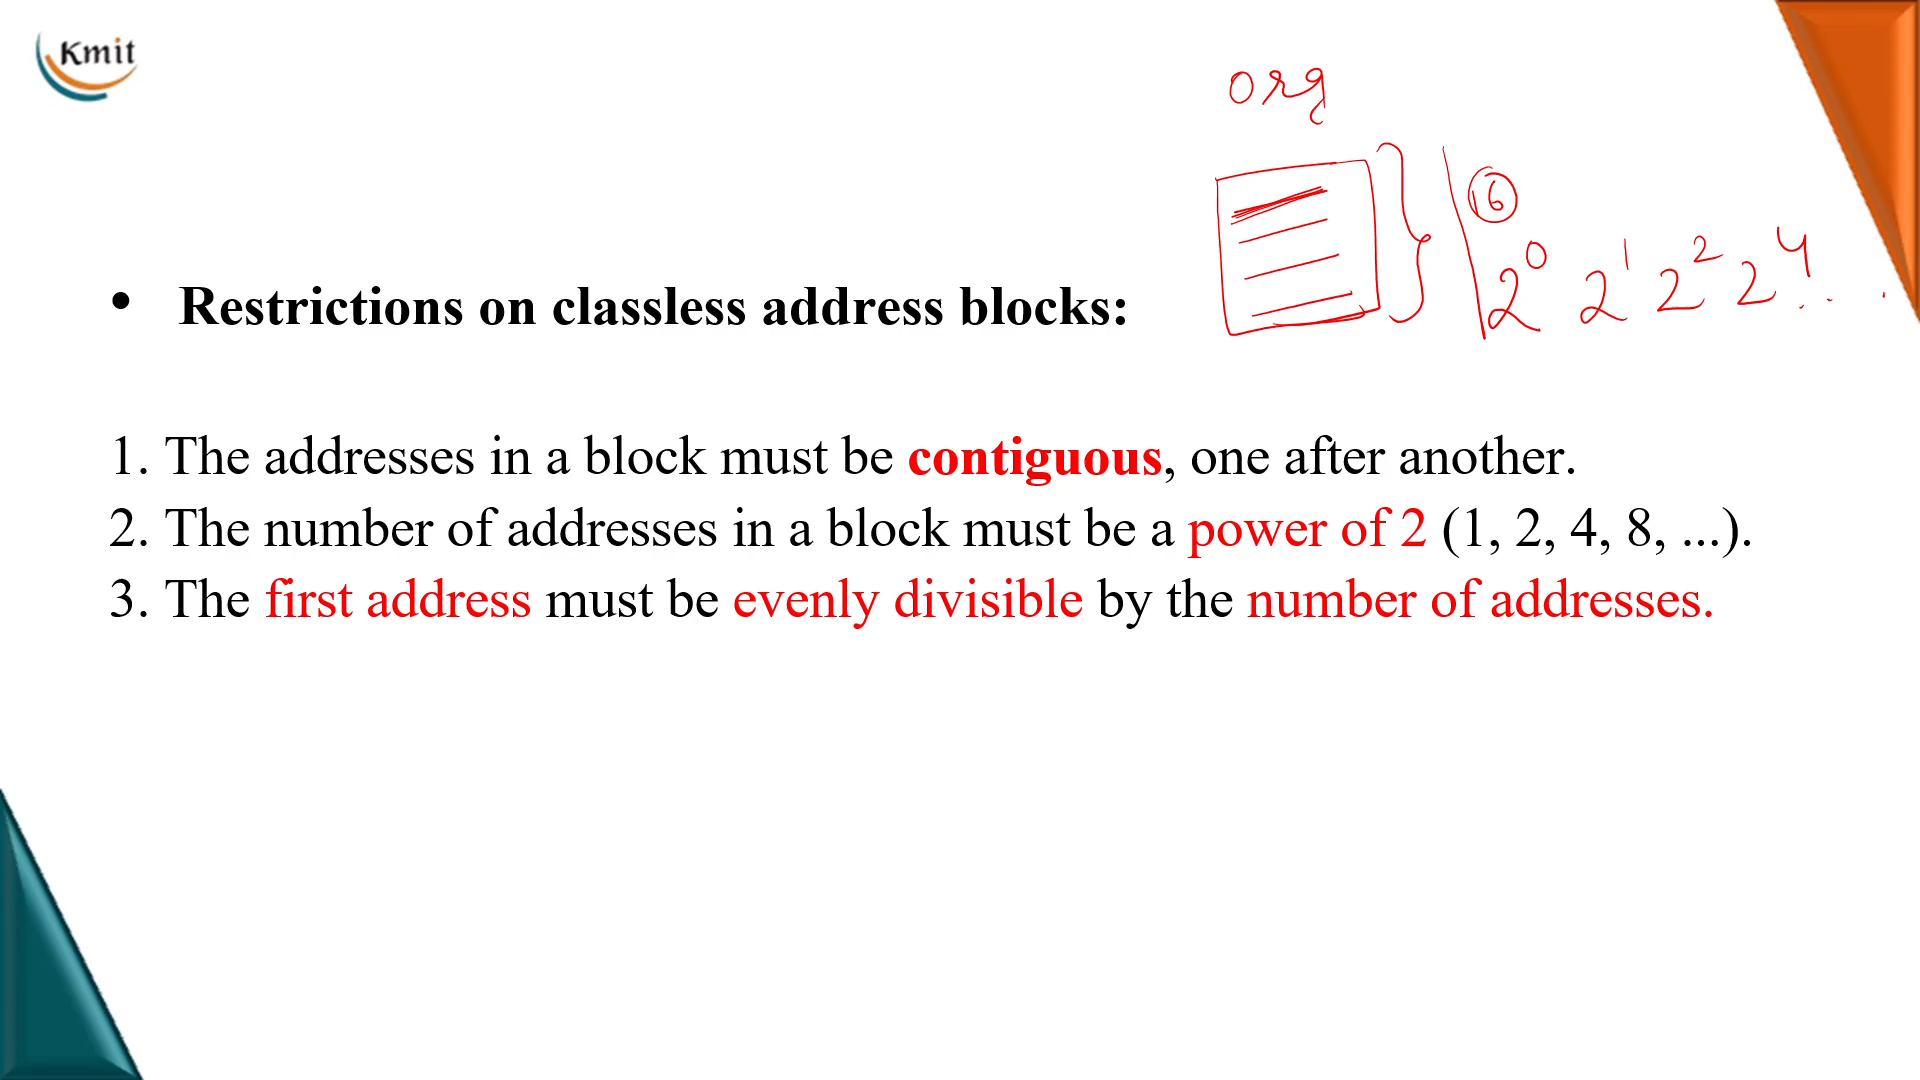 Kmit
org
16
2⁰ 2¹ 2² 2⁴ . . . .
• Restrictions on classless address blocks:
1. The addresses in a block must be contiguous, one after another.
2. The number of addresses in a block must be a power of 2 (1, 2, 4, 8, ...).
3. The first address must be evenly divisible by the number of addresses.